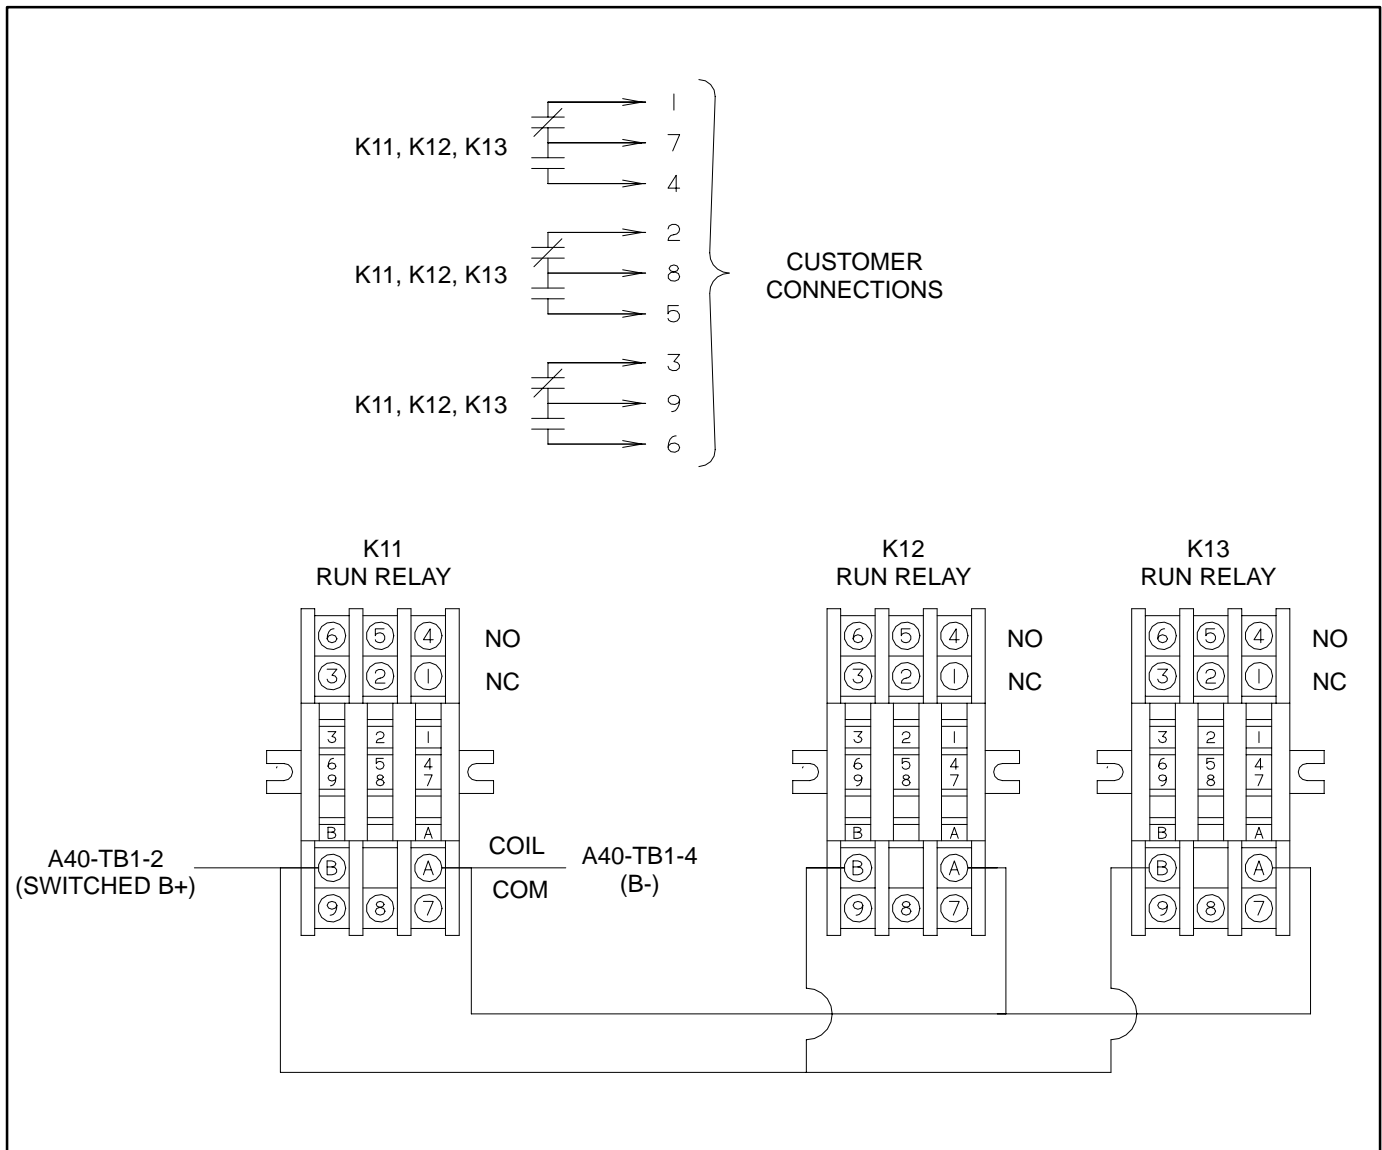 1
K11, K12, K13
7
4
2
K11, K12, K13
8
5
CUSTOMER
CONNECTIONS
3
K11, K12, K13
9
6
K11
RUN RELAY
K12
RUN RELAY
K13
RUN RELAY
6 5 4 NO
3 2 1 NC
3 2 1
6 5 4
9 8 7
B A
B A
9 8 7
COIL
COM
A40-TB1-2
(SWITCHED B+)
A40-TB1-4
(B-)
6 5 4 NO
3 2 1 NC
3 2 1
6 5 4
9 8 7
B A
B A
9 8 7
6 5 4 NO
3 2 1 NC
3 2 1
6 5 4
9 8 7
B A
B A
9 8 7